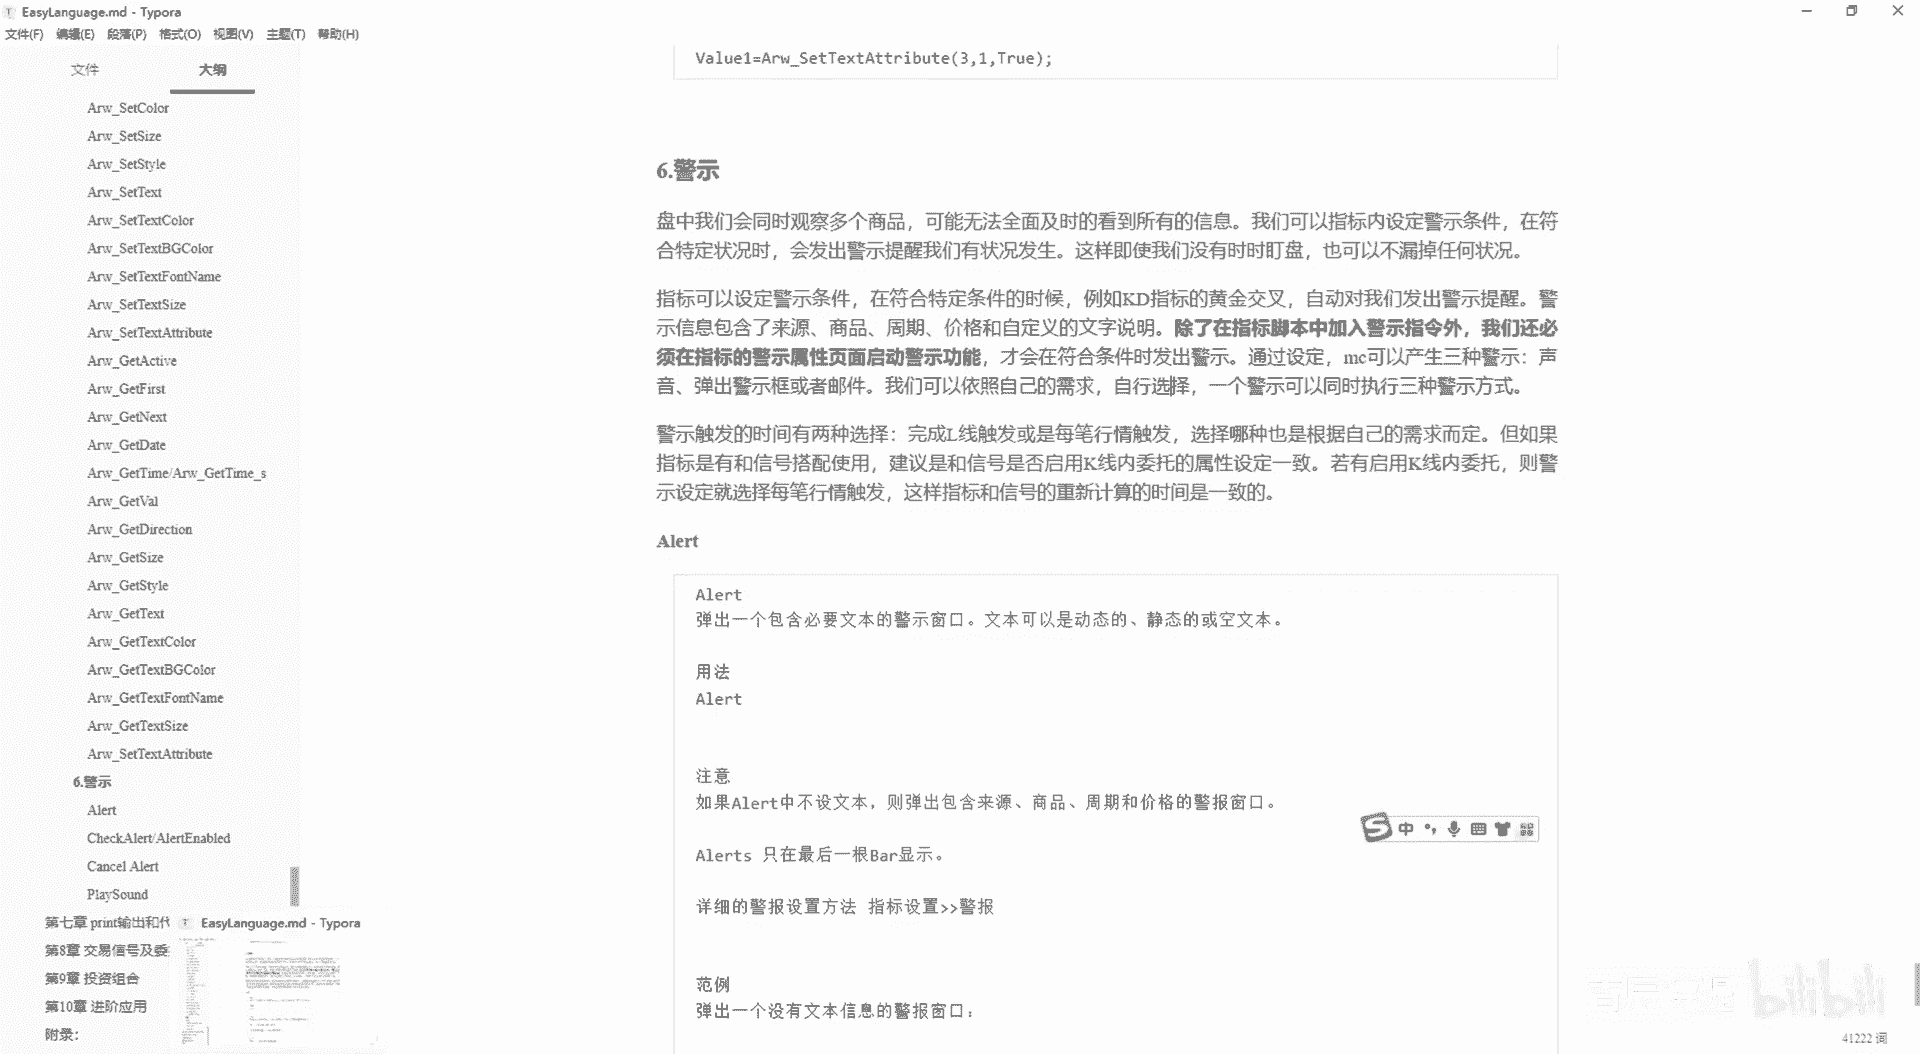 EasyLanguage.md - Typora
文件(F) 编辑(E) 段落(P) 格式(O) 视图(V) 主题(T) 帮助(H)
文件 大纲
Arw_SetColor
Arw_SetSize
Arw_SetStyle
Arw_SetText
Arw_SetTextColor
Arw_SetTextBGColor
Arw_SetTextFontName
Arw_SetTextSize
Arw_SetTextAttribute
Arw_GetActive
Arw_GetFirst
Arw_GetNext
Arw_GetDate
Arw_GetTime/Arw_GetTime_s
Arw_GetVal
Arw_GetDirection
Arw_GetSize
Arw_GetStyle
Arw_GetText
Arw_GetTextColor
Arw_GetTextBGColor
Arw_GetTextFontName
Arw_GetTextSize
Arw_SetTextAttribute
6.警示
Alert
CheckAlert/AlertEnabled
Cancel Alert
PlaySound
第七章 print输出和代
第8章 交易信号及委
第9章 投资组合
第10章 进阶应用
附录：
EasyLanguage.md - Typora
Value1=Arw_SetTextAttribute(3,1,True);
6.警示
盘中我们会同时观察多个商品，可能无法全面及时的看到所有的信息。我们可以指标内设定警示条件，在符
合特定状况时，会发出警示提醒我们有状况发生。这样即使我们没有时时盯盘，也可以不漏掉任何状况。
指标可以设定警示条件，在符合特定条件的时候，例如KD指标的黄金交叉，自动对我们发出警示提醒。警
示信息包含了来源、商品、周期、价格和自定义的文字说明。除了在指标脚本中加入警示指令外，我们还必
须在指标的警示属性页面启动警示功能，才会在符合条件时发出警示。通过设定，mc可以产生三种警示：声
音、弹出警示框或者邮件。我们可以依照自己的需求，自行选择，一个警示可以同时执行三种警示方式。
警示触发的时间有两种选择：完成L线触发或是每笔行情触发，选择哪种也是根据自己的需求而定。但如果
指标是有和信号搭配使用，建议是和信号是否启用K线内委托的属性设定一致。若有启用K线内委托，则警
示设定就选择每笔行情触发，这样指标和信号的重新计算的时间是一致的。
Alert
Alert
弹出一个包含必要文本的警示窗口。文本可以是动态的、静态的或空文本。
用法
Alert
注意
如果Alert中不设文本，则弹出包含来源、商品、周期和价格的警报窗口。
Alerts 只在最后一根Bar显示。
详细的警报设置方法 指标设置>>警报
范例
弹出一个没有文本信息的警报窗口：
中
bilibili
41222 词